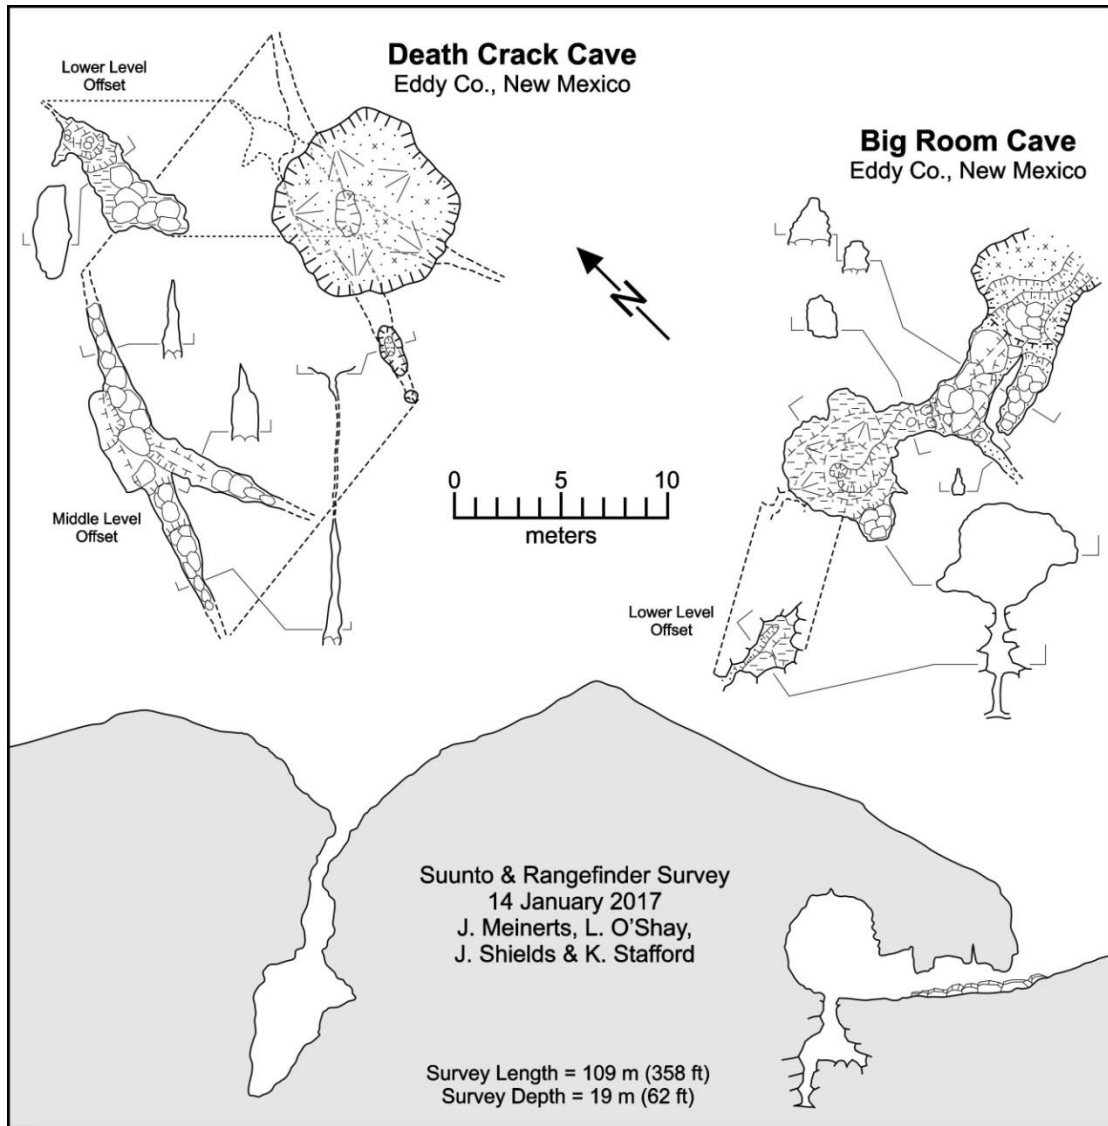 Death Crack Cave
Eddy Co., New Mexico
Lower Level
Offset
Big Room Cave
Eddy Co., New Mexico
N
0 5 10
meters
Middle Level
Offset
Lower Level
Offset
Suunto & Rangefinder Survey
14 January 2017
J. Meinerts, L. O'Shay,
J. Shields & K. Stafford
Survey Length = 109 m (358 ft)
Survey Depth = 19 m (62 ft)